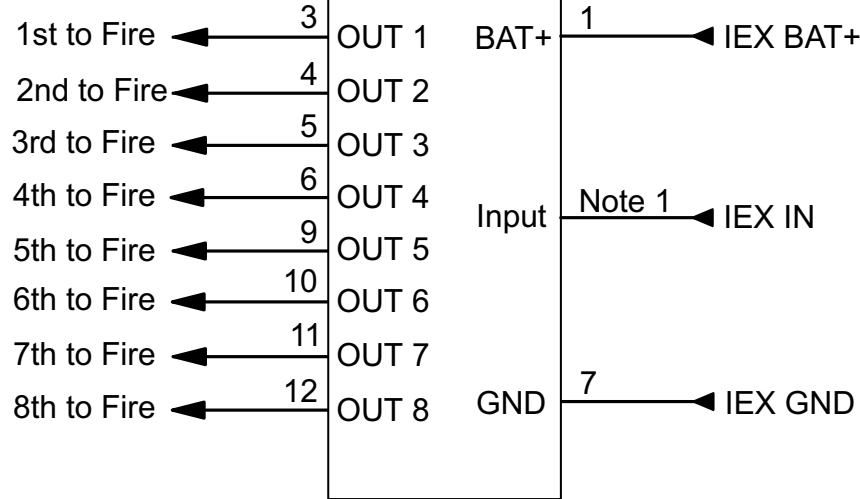 1st to Fire 3 OUT 1 BAT+ 1 IEX BAT+
2nd to Fire 4 OUT 2
3rd to Fire 5 OUT 3
4th to Fire 6 OUT 4 Input Note 1 IEX IN
5th to Fire 9 OUT 5
6th to Fire 10 OUT 6
7th to Fire 11 OUT 7
8th to Fire 12 OUT 8 GND 7 IEX GND